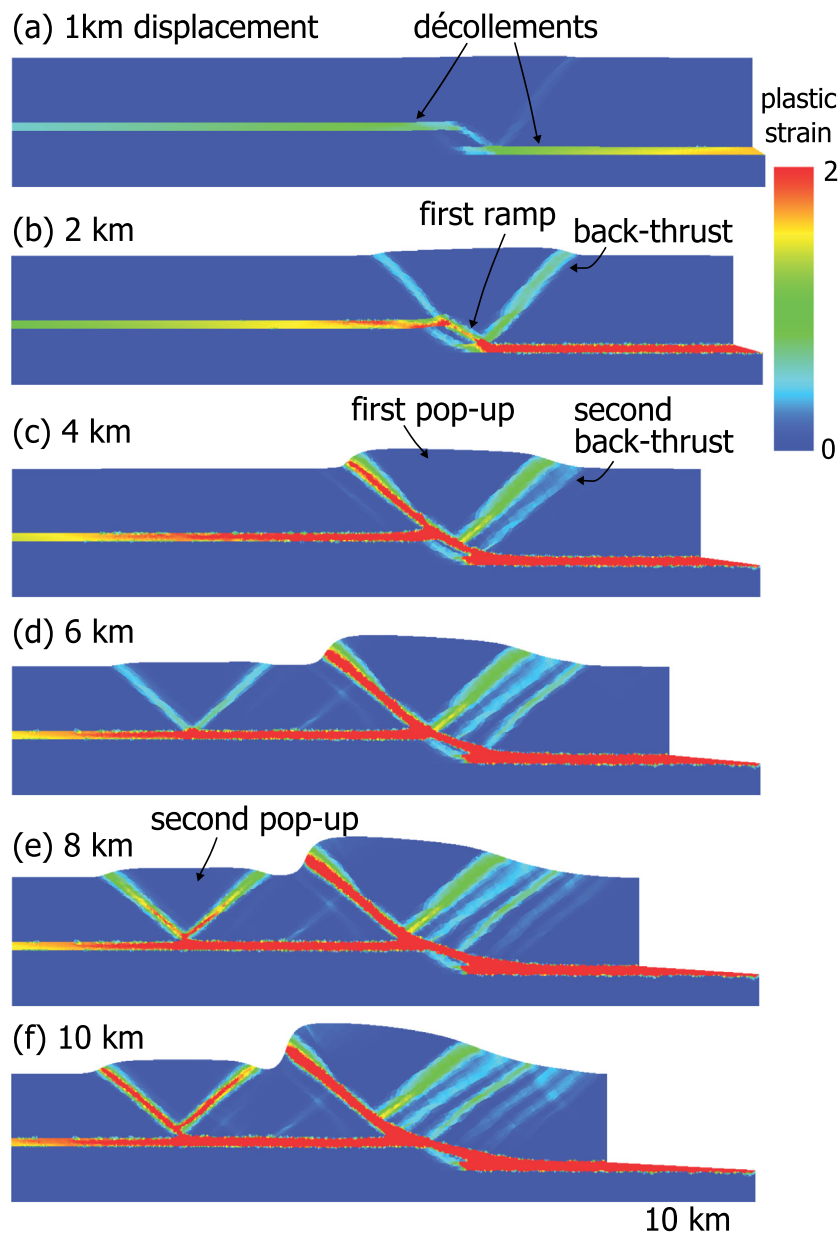 (a) 1km displacement
décollements
plastic
strain
2
0
(b) 2 km
first ramp
back-thrust
(c) 4 km
first pop-up
second
back-thrust
(d) 6 km
(e) 8 km
second pop-up
(f) 10 km
10 km